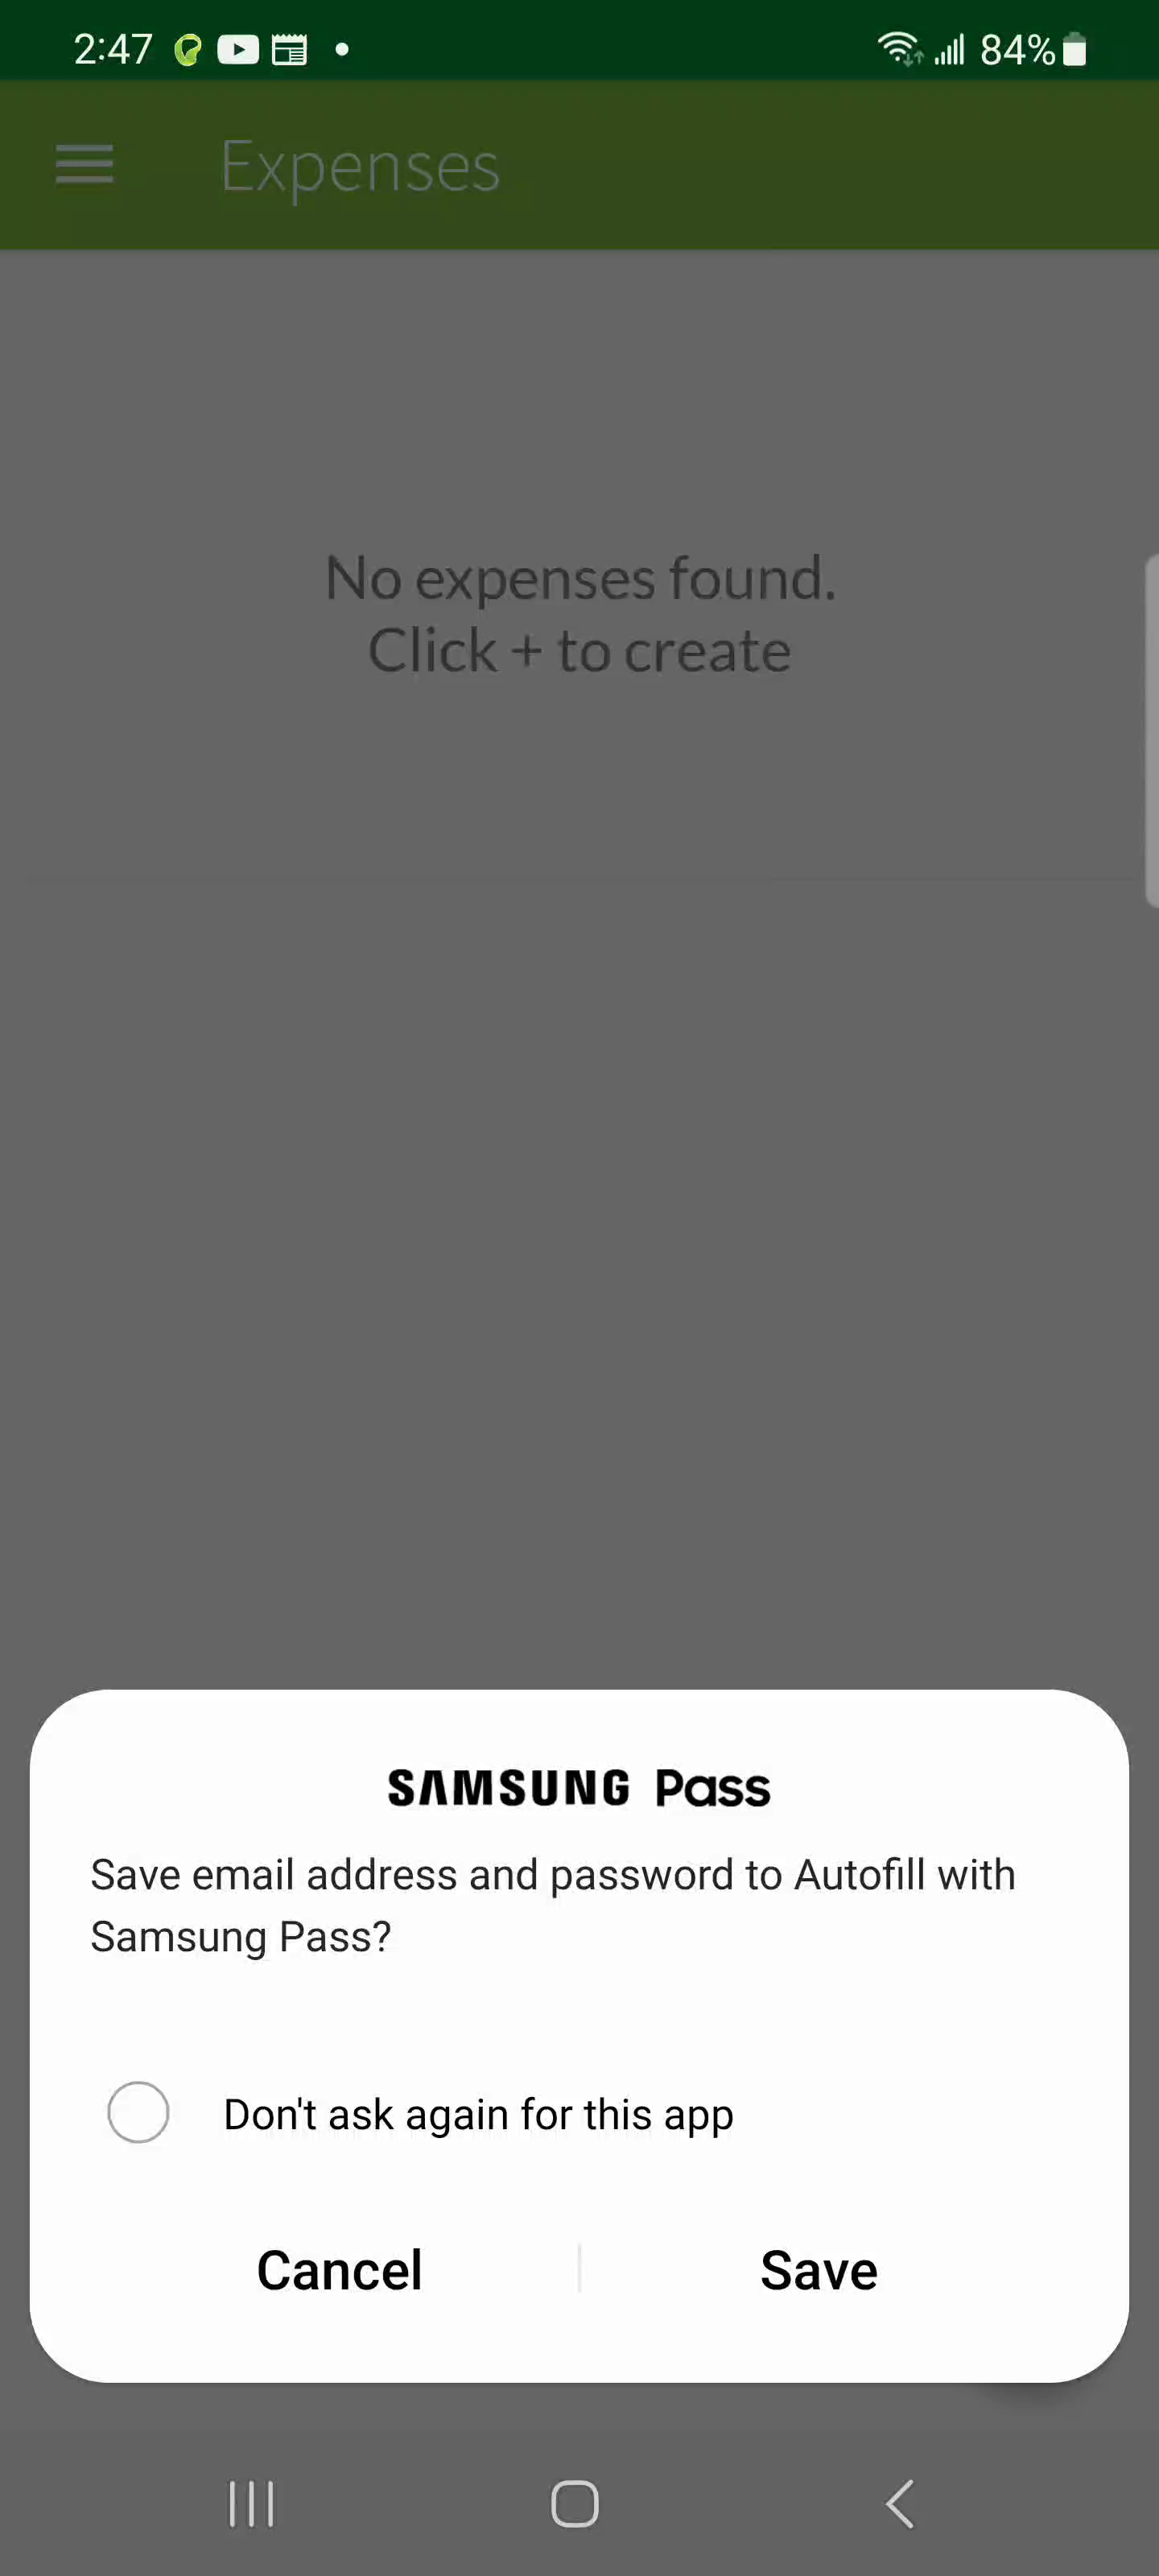 2:47
84%
Expenses
No expenses found.
Click + to create
SAMSUNG Pass
Save email address and password to Autofill with
Samsung Pass?
Don't ask again for this app
Cancel
Save